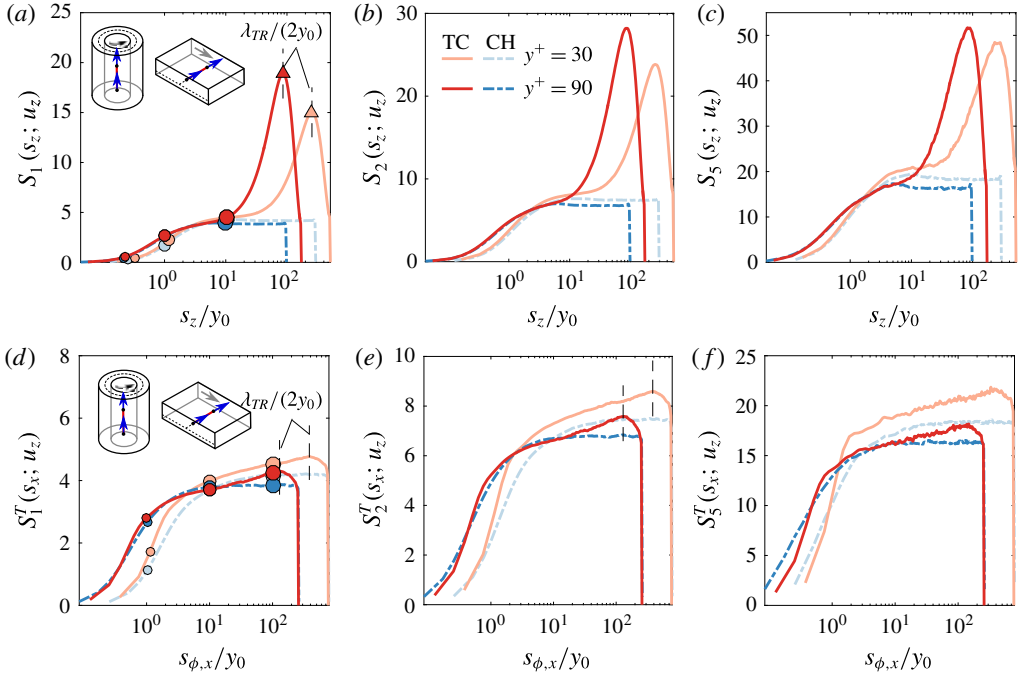 (a)
λ_TR/(2y_0)
S_1 (s_z; u_z)
25
20
15
10
5
0
10^0
10^1
10^2
s_z/y_0
(b)
TC CH
y^+ = 30
y^+ = 90
S_2 (s_z; u_z)
30
20
10
0
10^0
10^1
10^2
s_z/y_0
(c)
S_5 (s_z; u_z)
50
40
30
20
10
0
10^0
10^1
10^2
s_z/y_0
(d)
λ_TR/(2y_0)
S_1^T (s_x; u_z)
8
6
4
2
0
10^0
10^1
10^2
s_ϕ,x/y_0
(e)
S_2^T (s_x; u_z)
10
8
6
4
2
0
10^0
10^1
10^2
s_ϕ,x/y_0
(f)
S_5^T (s_x; u_z)
25
20
15
10
5
0
10^0
10^1
10^2
s_ϕ,x/y_0